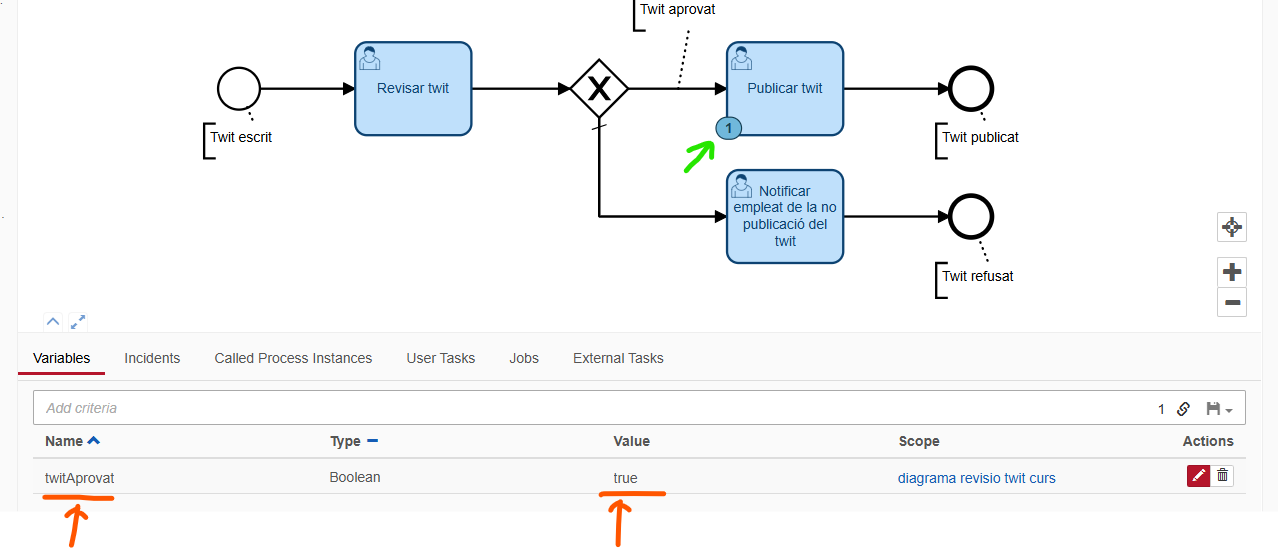 Twit aprovat
Revisar twit
X
Publicar twit
1
Twit escrit
Twit publicat
Notificar
empleat de la no
publicació del
twit
Twit refusat
Variables Incidents Called Process Instances User Tasks Jobs External Tasks
Add criteria 1
Name Type Value Scope Actions
twitAprovat Boolean true diagrama revisio twit curs